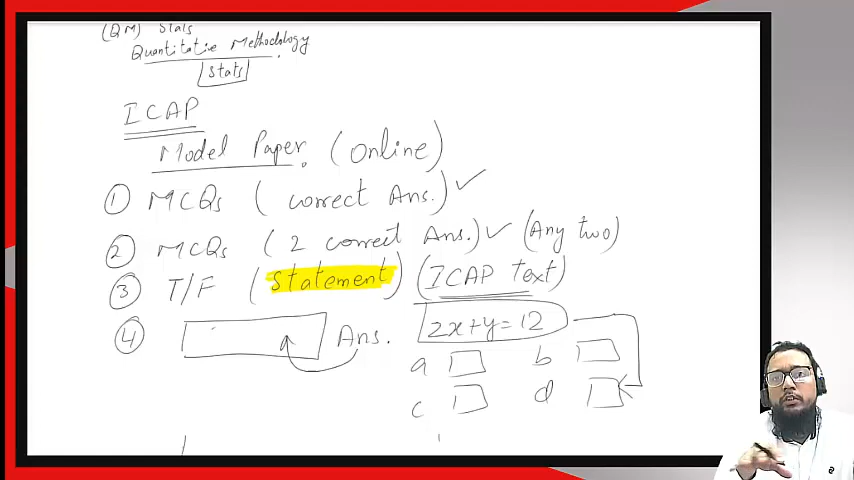 (QM) Stats
Quantitative Methodology
Stats
ICAP
Model Paper. (Online)
① MCQs ( correct Ans.) ✓
② MCQs ( 2 correct Ans.) ✓ (Any two)
③ T/F (Statement) (ICAP text)
④ Ans. 2x+y=12
a b
c d